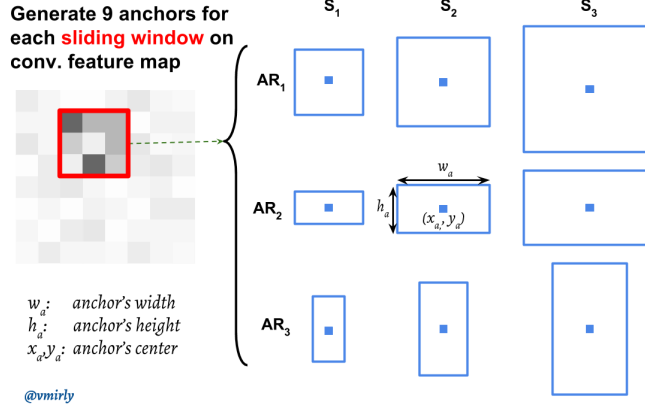 Generate 9 anchors for
each sliding window on
conv. feature map
S1
S2
S3
AR1
AR2
wa
ha
(xa, ya)
AR3
wa: anchor's width
ha: anchor's height
xa,ya: anchor's center
@vmirly